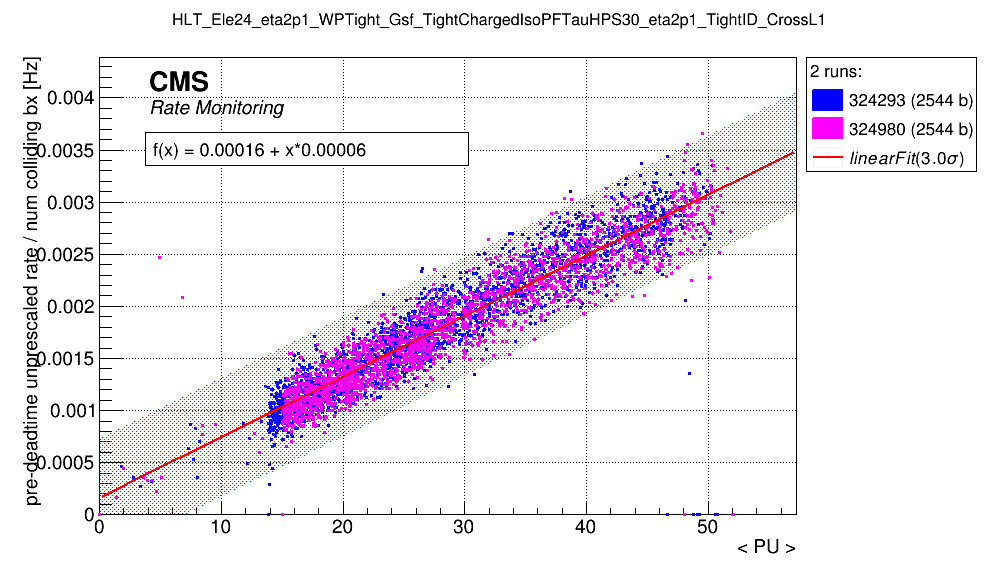 HLT_Ele24_eta2p1_WPTight_Gsf_TightChargedIsoPFTauHPS30_eta2p1_TightID_CrossL1
CMS
Rate Monitoring
f(x) = 0.00016 + x*0.00006
2 runs:
324293 (2544 b)
324980 (2544 b)
linearFit(3.0σ)
pre-deadtime unprescaled rate / num colliding bx [Hz]
0.004
0.0035
0.003
0.0025
0.002
0.0015
0.001
0.0005
0
0 10 20 30 40 50
< PU >